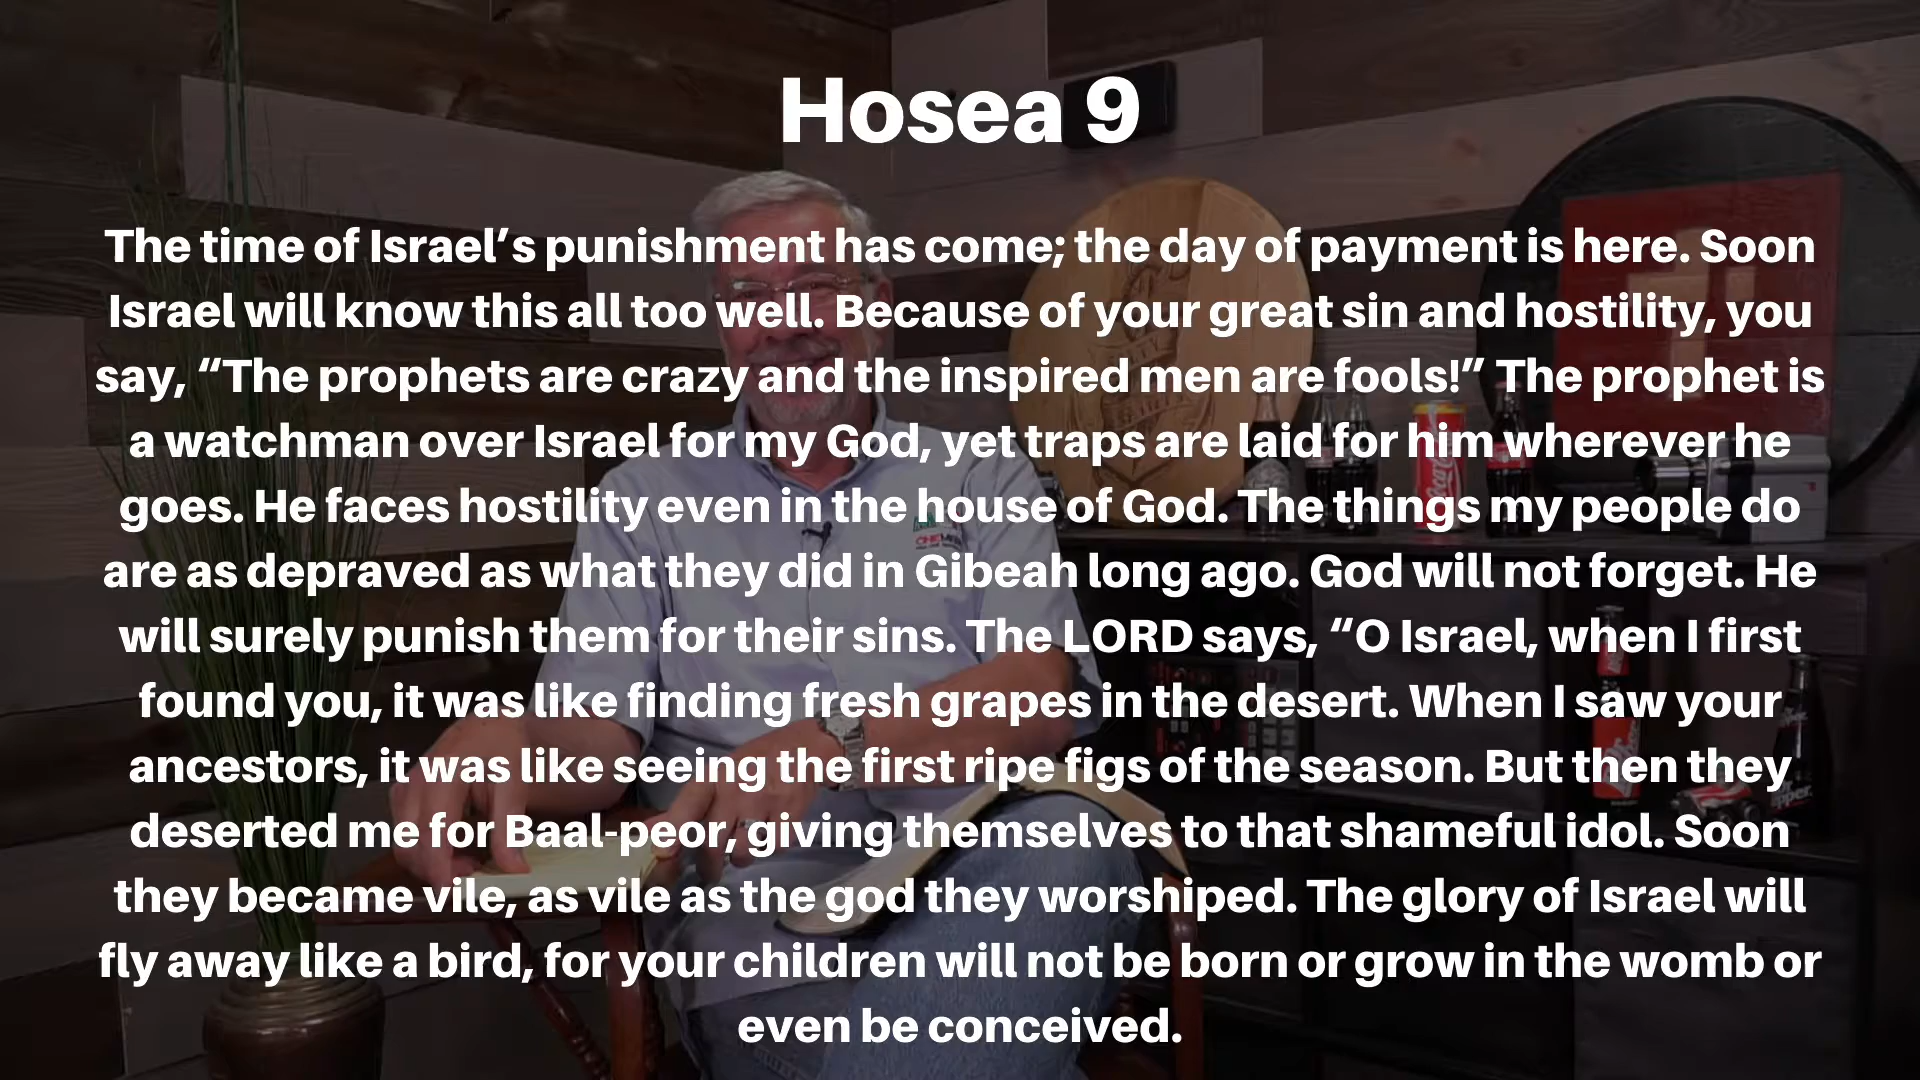 Hosea 9
The time of Israel’s punishment has come; the day of payment is here. Soon
Israel will know this all too well. Because of your great sin and hostility, you
say, “The prophets are crazy and the inspired men are fools!” The prophet is
a watchman over Israel for my God, yet traps are laid for him wherever he
goes. He faces hostility even in the house of God. The things my people do
are as depraved as what they did in Gibeah long ago. God will not forget. He
will surely punish them for their sins. The LORD says, “O Israel, when I first
found you, it was like finding fresh grapes in the desert. When I saw your
ancestors, it was like seeing the first ripe figs of the season. But then they
deserted me for Baal-peor, giving themselves to that shameful idol. Soon
they became vile, as vile as the god they worshiped. The glory of Israel will
fly away like a bird, for your children will not be born or grow in the womb or
even be conceived.